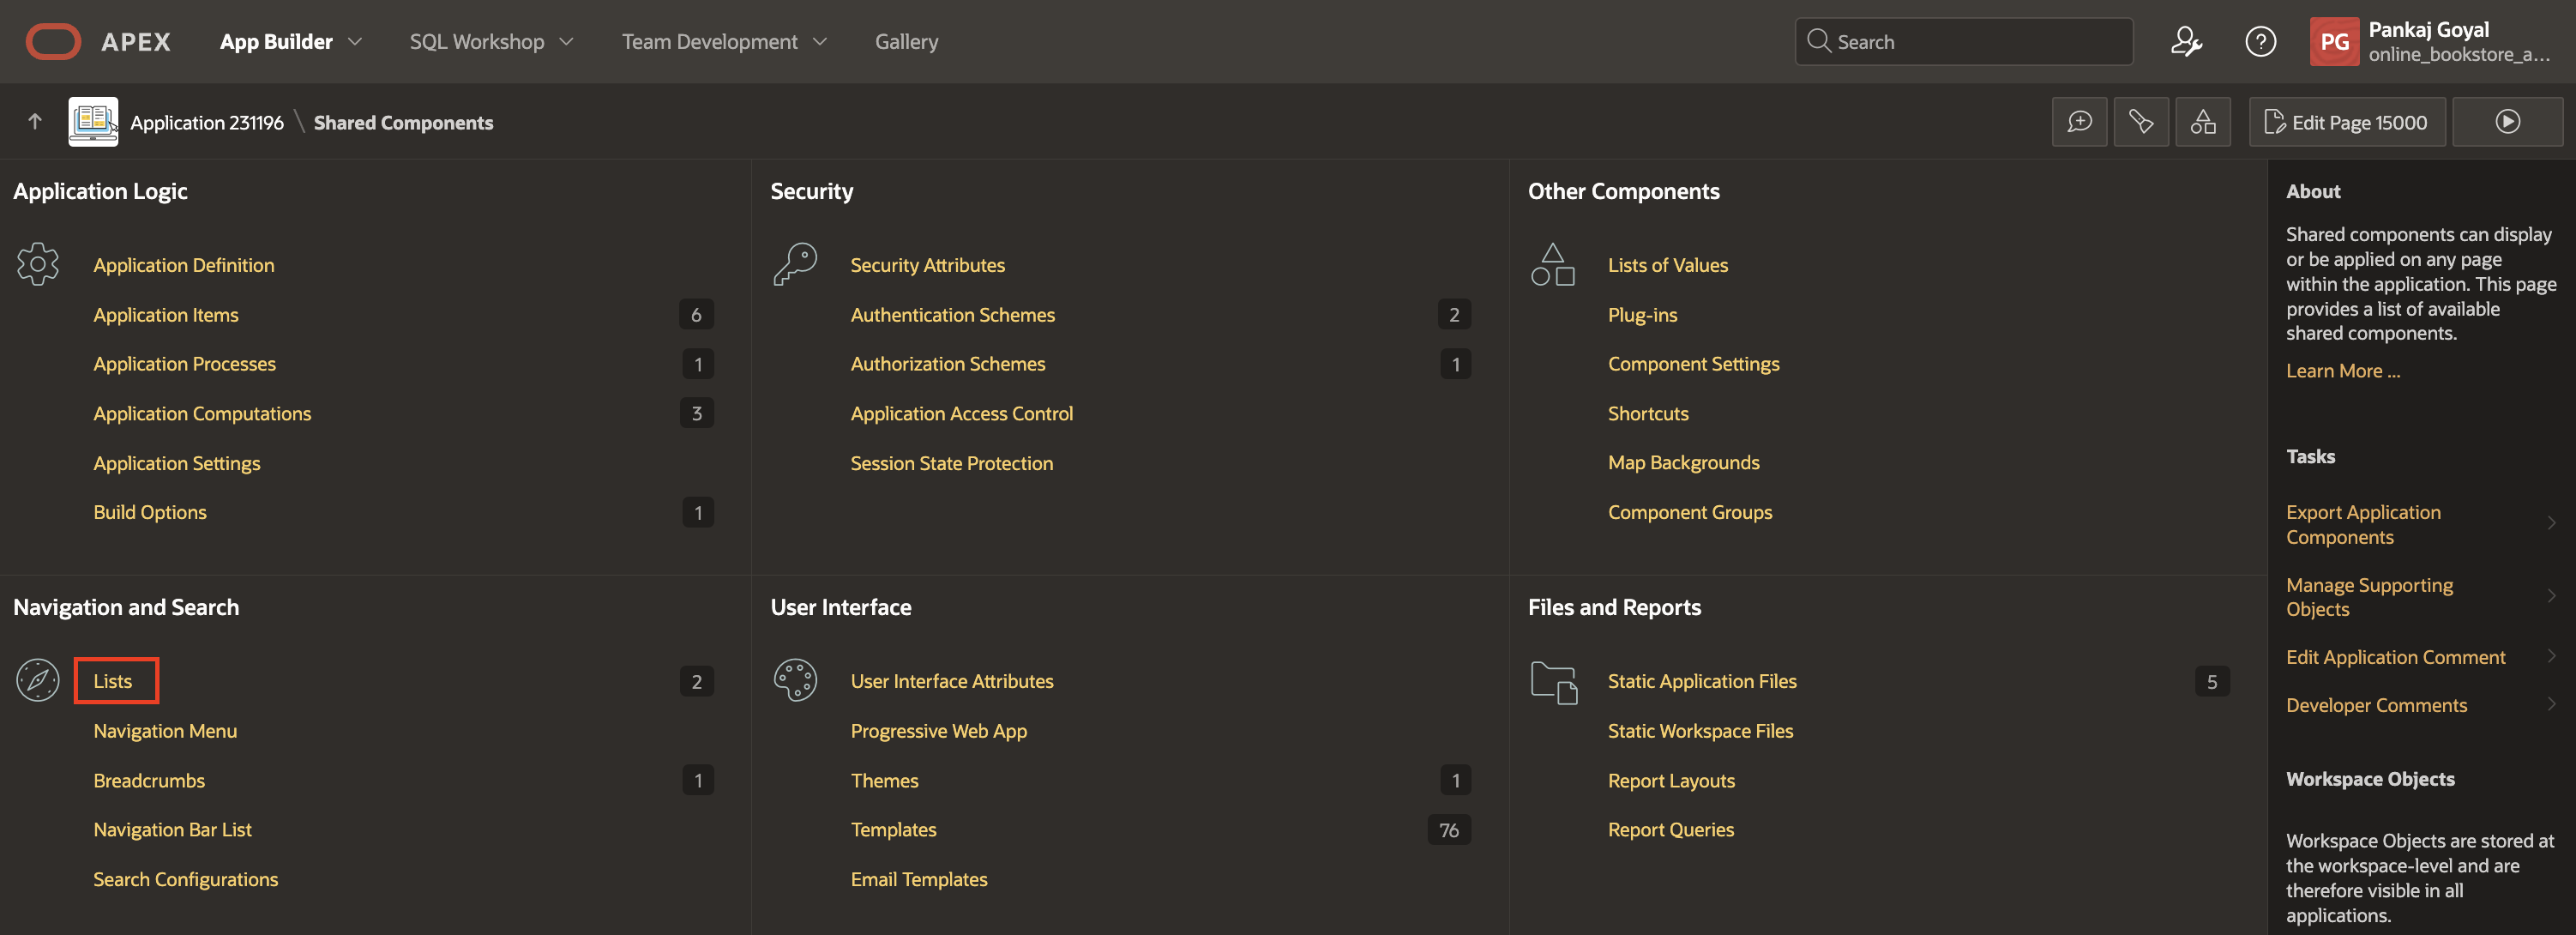 APEX
App Builder
SQL Workshop
Team Development
Gallery
Search
PG
Pankaj Goyal
online_bookstore_a...
Application 231196 \ Shared Components
Edit Page 15000
Application Logic
Application Definition
Application Items 6
Application Processes 1
Application Computations 3
Application Settings
Build Options 1
Security
Security Attributes
Authentication Schemes 2
Authorization Schemes 1
Application Access Control
Session State Protection
Other Components
Lists of Values
Plug-ins
Component Settings
Shortcuts
Map Backgrounds
Component Groups
Navigation and Search
Lists 2
Navigation Menu
Breadcrumbs 1
Navigation Bar List
Search Configurations
User Interface
User Interface Attributes
Progressive Web App
Themes 1
Templates 76
Email Templates
Files and Reports
Static Application Files 5
Static Workspace Files
Report Layouts
Report Queries
About
Shared components can display
or be applied on any page
within the application. This page
provides a list of available
shared components.
Learn More ...
Tasks
Export Application
Components
Manage Supporting
Objects
Edit Application Comment
Developer Comments
Workspace Objects
Workspace Objects are stored at
the workspace-level and are
therefore visible in all
applications.